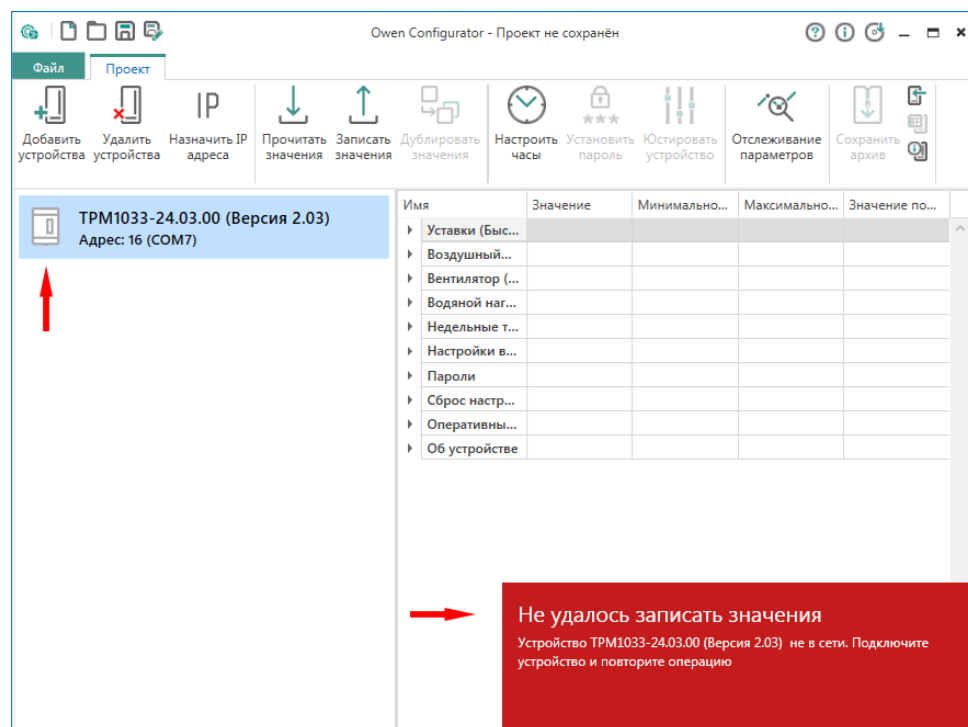 Owen Configurator - Проект не сохранён
Файл
Проект
Добавить устройства
Удалить устройства
IP
Назначить IP адреса
Прочитать значения
Записать значения
Дублировать значения
Настроить часы
***
Установить пароль
Юстировать устройство
Отслеживание параметров
Сохранить архив
ТРМ1033-24.03.00 (Версия 2.03)
Адрес: 16 (COM7)
Имя Значение Минимально... Максимально... Значение по...
Уставки (Быс...
Воздушный...
Вентилятор (...
Водяной наг...
Недельные т...
Настройки в...
Пароли
Сброс настр...
Оперативны...
Об устройстве
Не удалось записать значения
Устройство ТРМ1033-24.03.00 (Версия 2.03) не в сети. Подключите
устройство и повторите операцию